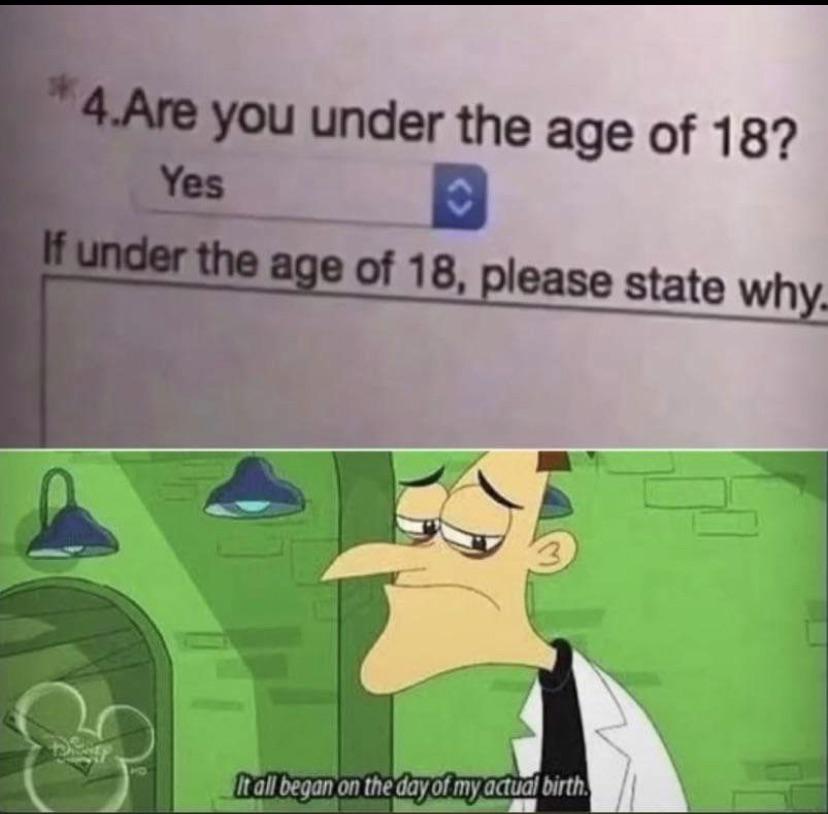 * 4.Are you under the age of 18?
Yes
If under the age of 18, please state why.
Disney
It all began on the day of my actual birth.